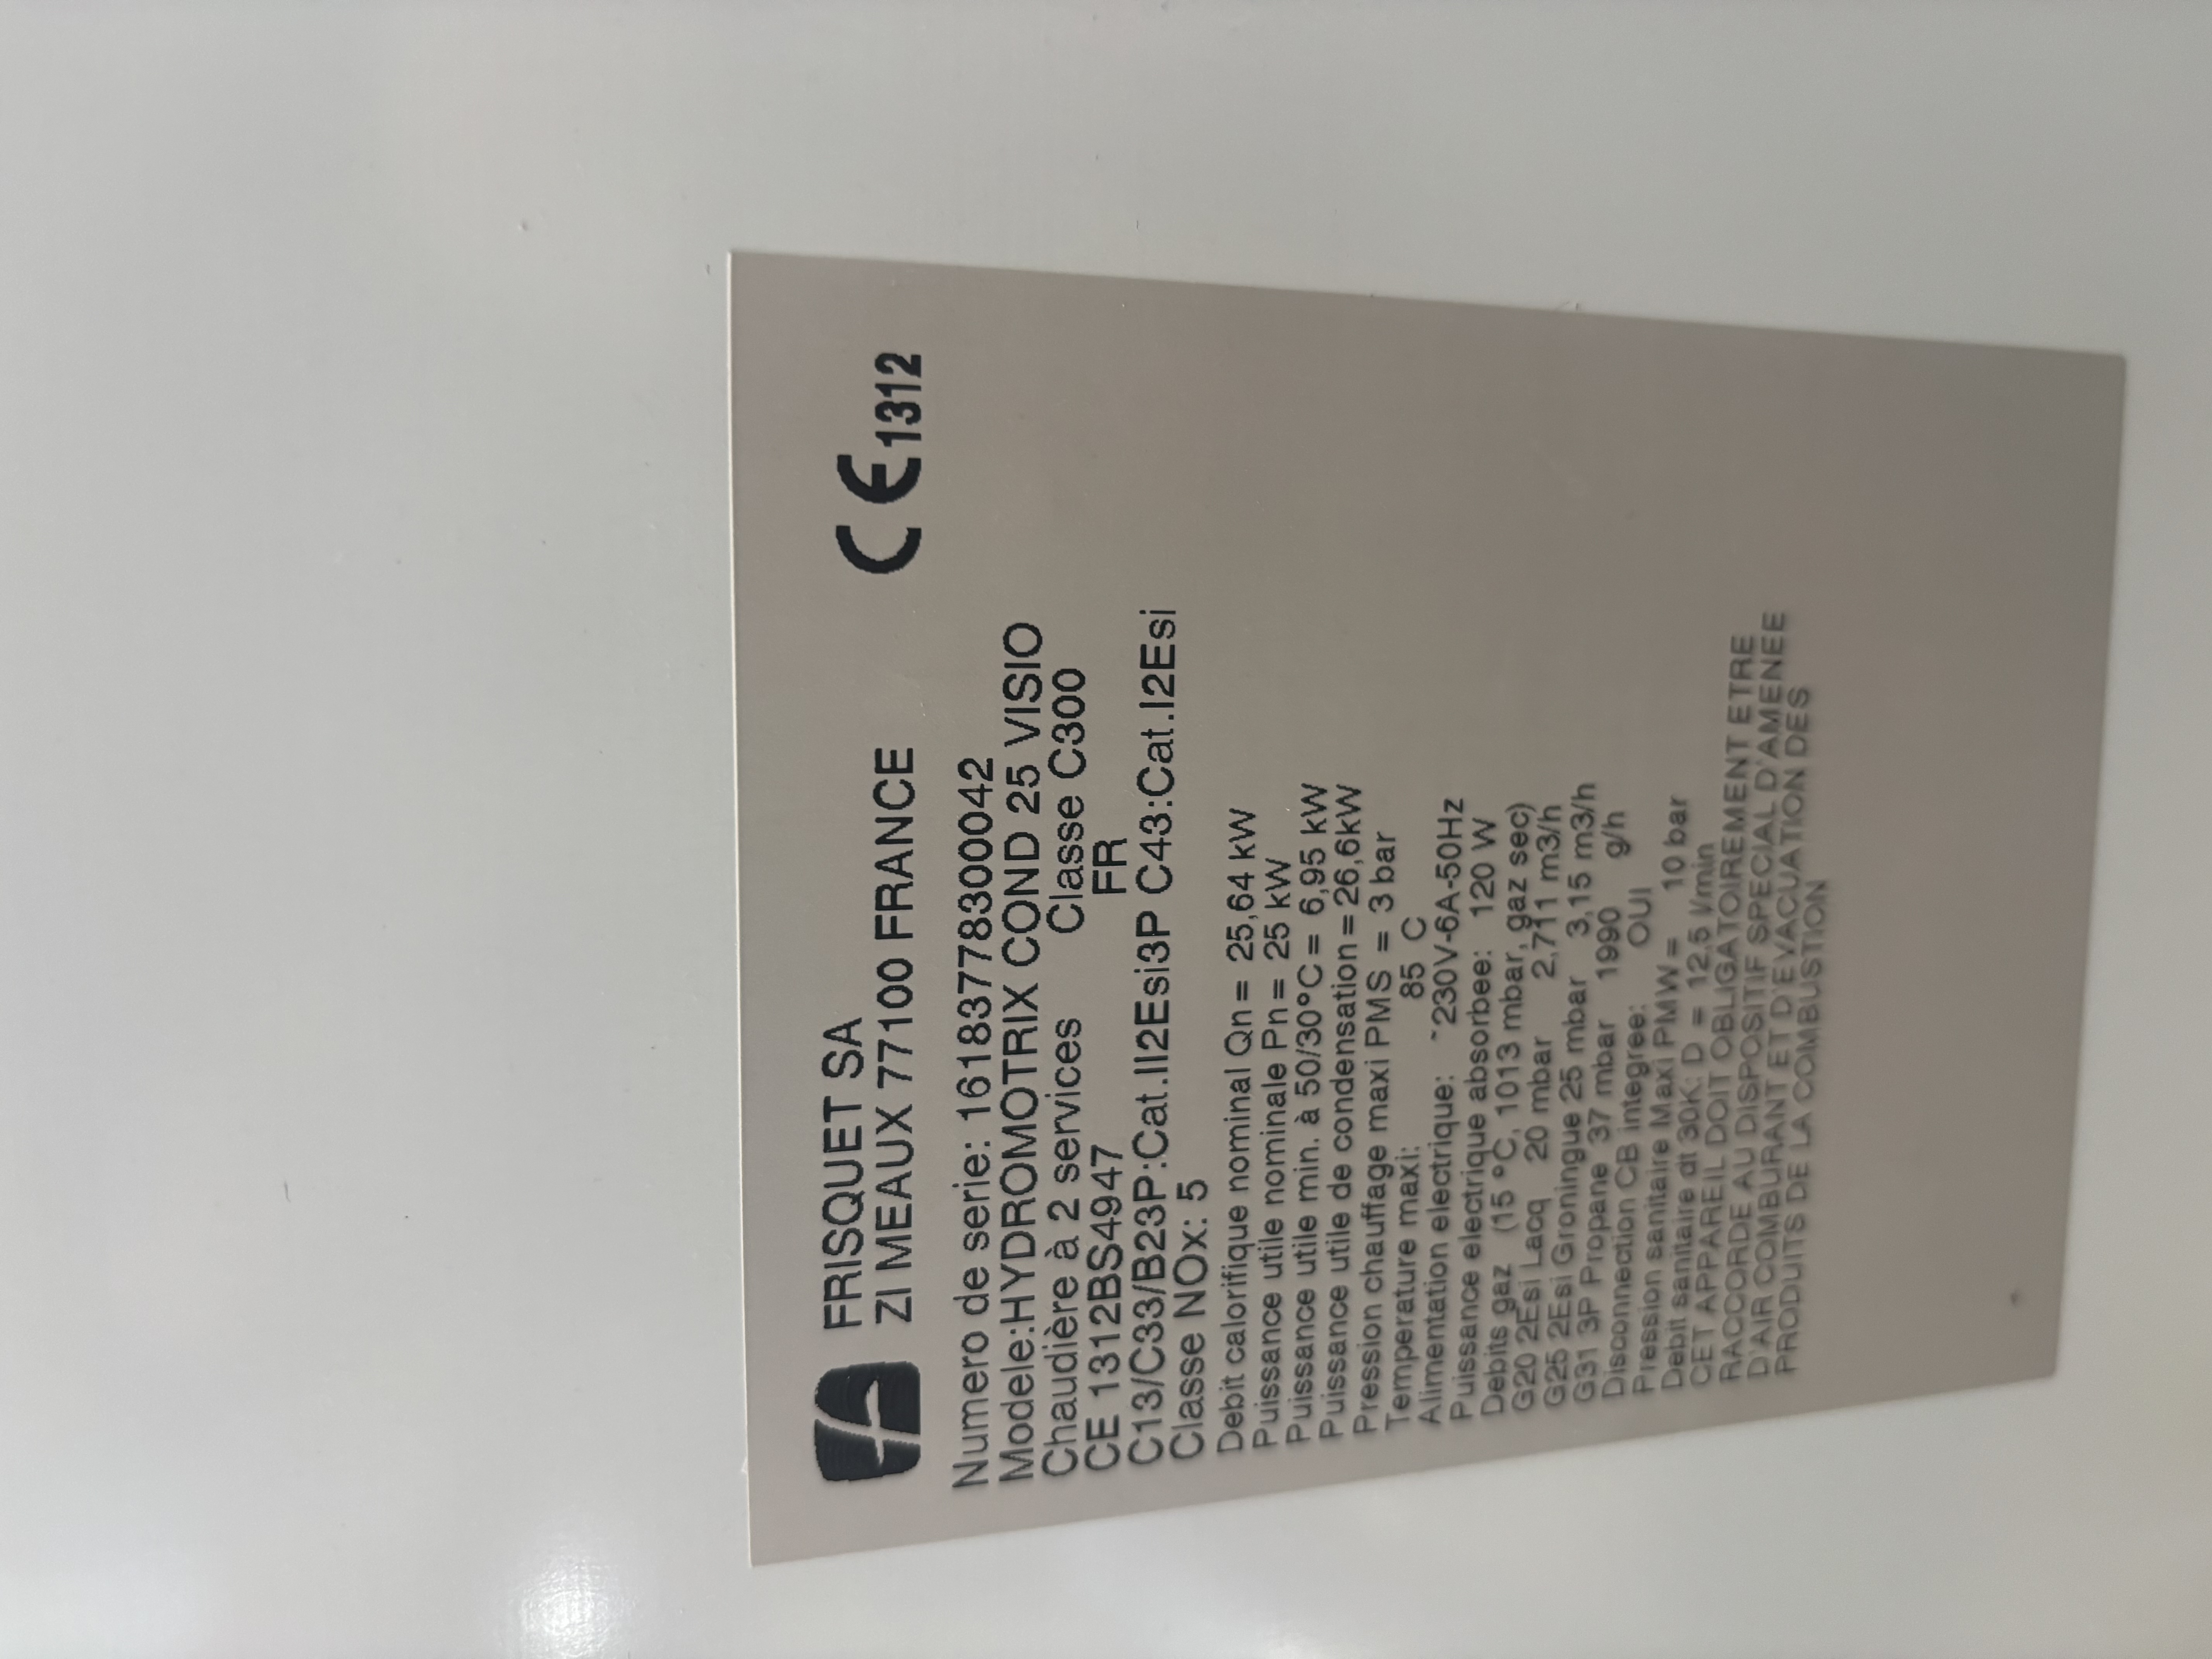 FRISQUET SA
ZI MEAUX 77100 FRANCE
CE 1312
Numero de serie: 161837778300042
Modele:HYDROMOTRIX COND 25 VISIO
Chaudière à 2 services Classe C300
CE 1312BS4947 FR
C13/C33/B23P:Cat.II2Esi3P C43:Cat.I2Esi
Classe NOx: 5
Debit calorifique nominal Qn = 25,64 kW
Puissance utile nominale Pn = 25 kW
Puissance utile min. à 50/30°C = 6,95 kW
Puissance utile de condensation = 26,6kW
Pression chauffage maxi PMS = 3 bar
Temperature maxi: 85 C
Alimentation electrique: ~230V-6A-50Hz
Puissance electrique absorbee: 120 W
Debits gaz (15 °C, 1013 mbar, gaz sec)
G20 2Esi Lacq 20 mbar 2,711 m3/h
G25 2Esi Groningue 25 mbar 3,15 m3/h
G31 3P Propane 37 mbar 1990 g/h
Disconnection CB integree: OUI
Pression sanitaire Maxi PMW = 10 bar
Debit sanitaire dt 30K: D = 12,5 l/min
CET APPAREIL DOIT OBLIGATOIREMENT ETRE
RACCORDE AU DISPOSITIF SPECIAL D'AMENEE
D'AIR COMBURANT ET D'EVACUATION DES
PRODUITS DE LA COMBUSTION